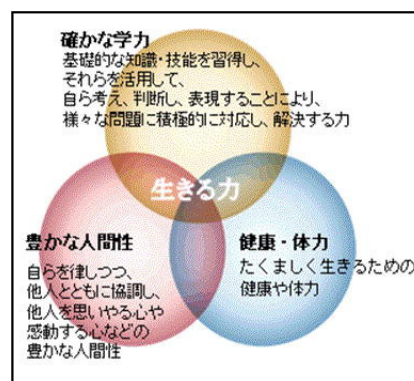 確かな学力
基礎的な知識・技能を習得し、
それらを活用して、
自ら考え、判断し、表現することにより、
様々な問題に積極的に対応し、解決する力
生きる力
豊かな人間性
自らを律しつつ、
他人とともに協調し、
他人を思いやる心や
感動する心などの
豊かな人間性
健康・体力
たくましく生きるための
健康や体力